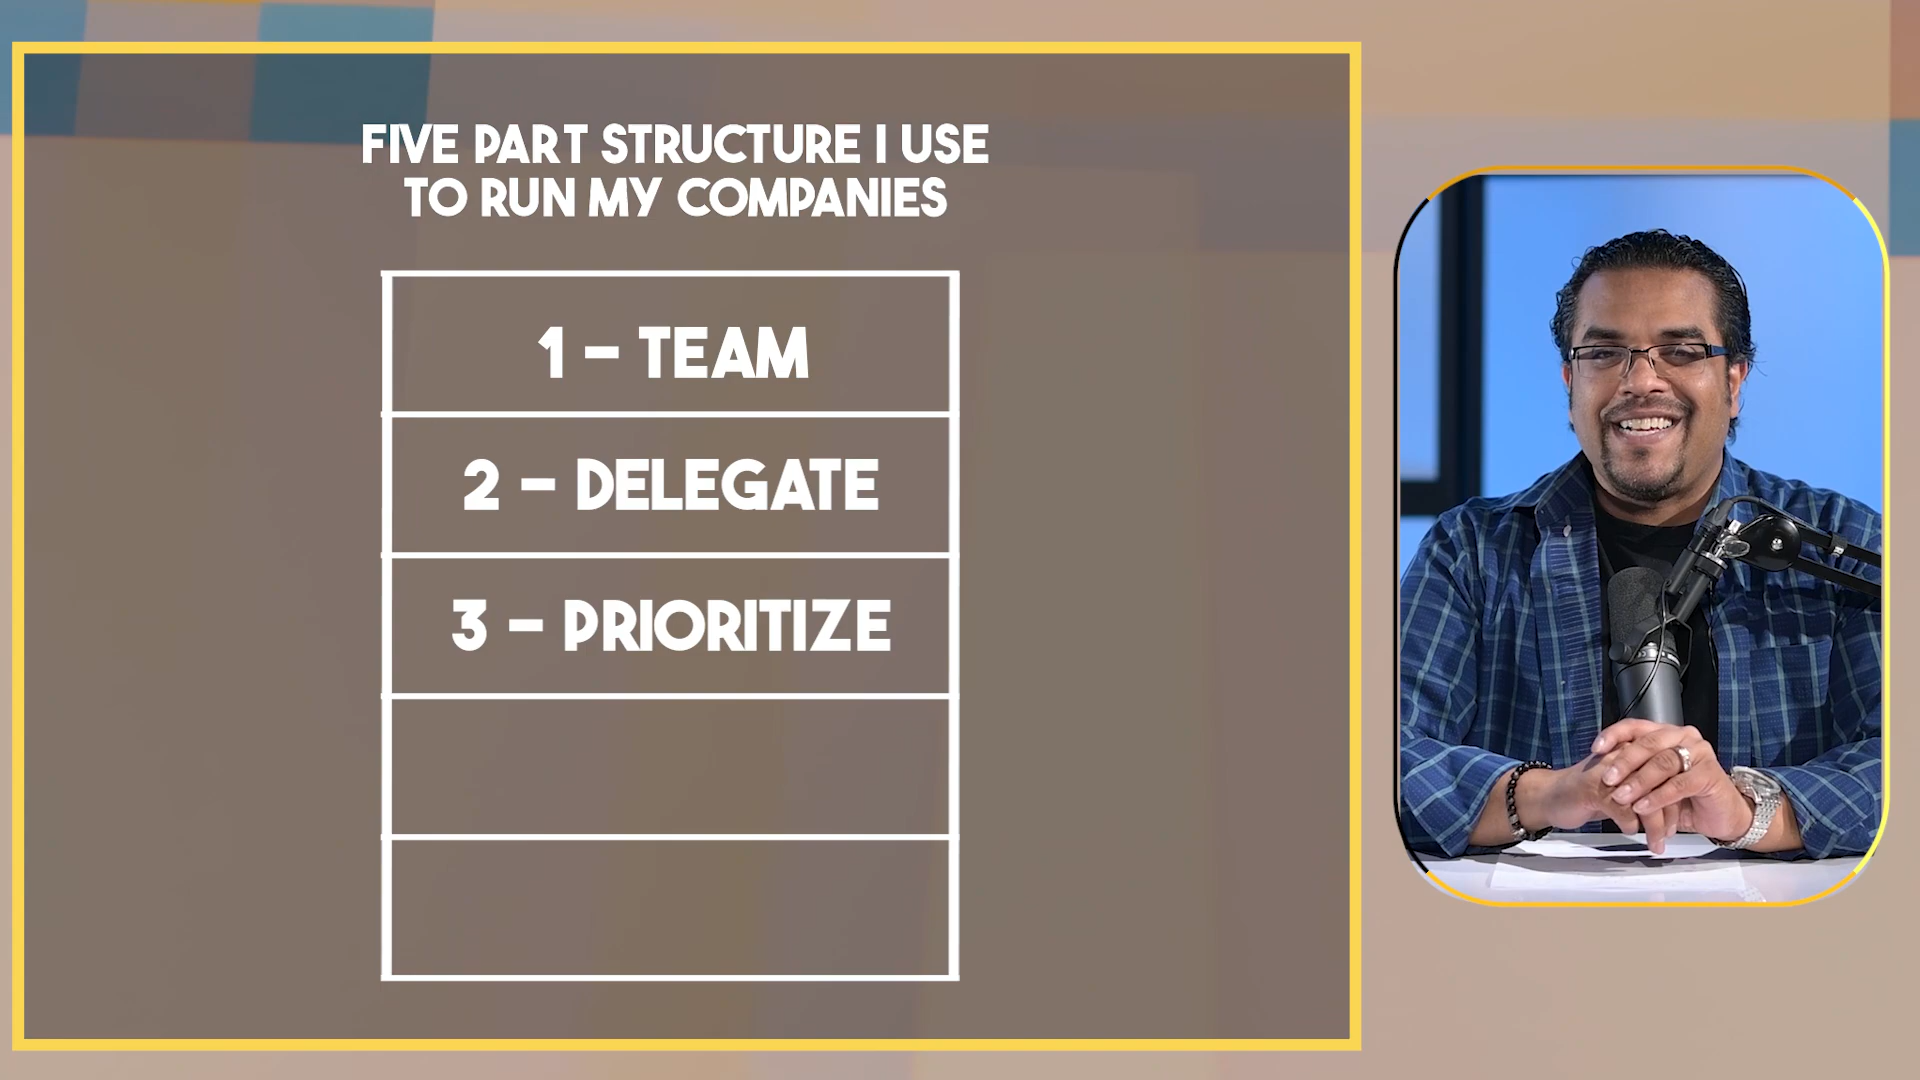 FIVE PART STRUCTURE I USE
TO RUN MY COMPANIES
1 - TEAM
2 - DELEGATE
3 - PRIORITIZE